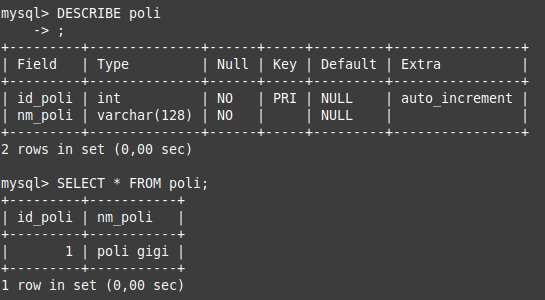 mysql> DESCRIBE poli
    -> ;
+---------+--------------+------+-----+---------+----------------+
| Field   | Type         | Null | Key | Default | Extra          |
+---------+--------------+------+-----+---------+----------------+
| id_poli | int          | NO   | PRI | NULL    | auto_increment |
| nm_poli | varchar(128) | NO   |     | NULL    |                |
+---------+--------------+------+-----+---------+----------------+
2 rows in set (0,00 sec)

mysql> SELECT * FROM poli;
+---------+-----------+
| id_poli | nm_poli   |
+---------+-----------+
|       1 | poli gigi |
+---------+-----------+
1 row in set (0,00 sec)